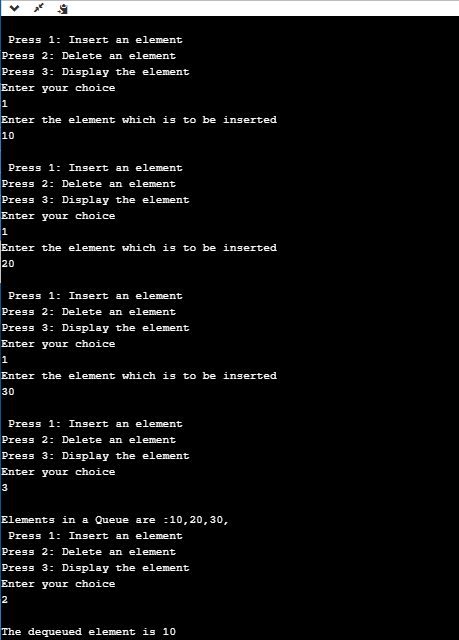 Press 1: Insert an element
Press 2: Delete an element
Press 3: Display the element
Enter your choice
1
Enter the element which is to be inserted
10
Press 1: Insert an element
Press 2: Delete an element
Press 3: Display the element
Enter your choice
1
Enter the element which is to be inserted
20
Press 1: Insert an element
Press 2: Delete an element
Press 3: Display the element
Enter your choice
1
Enter the element which is to be inserted
30
Press 1: Insert an element
Press 2: Delete an element
Press 3: Display the element
Enter your choice
3
Elements in a Queue are :10,20,30,
Press 1: Insert an element
Press 2: Delete an element
Press 3: Display the element
Enter your choice
2
The dequeued element is 10